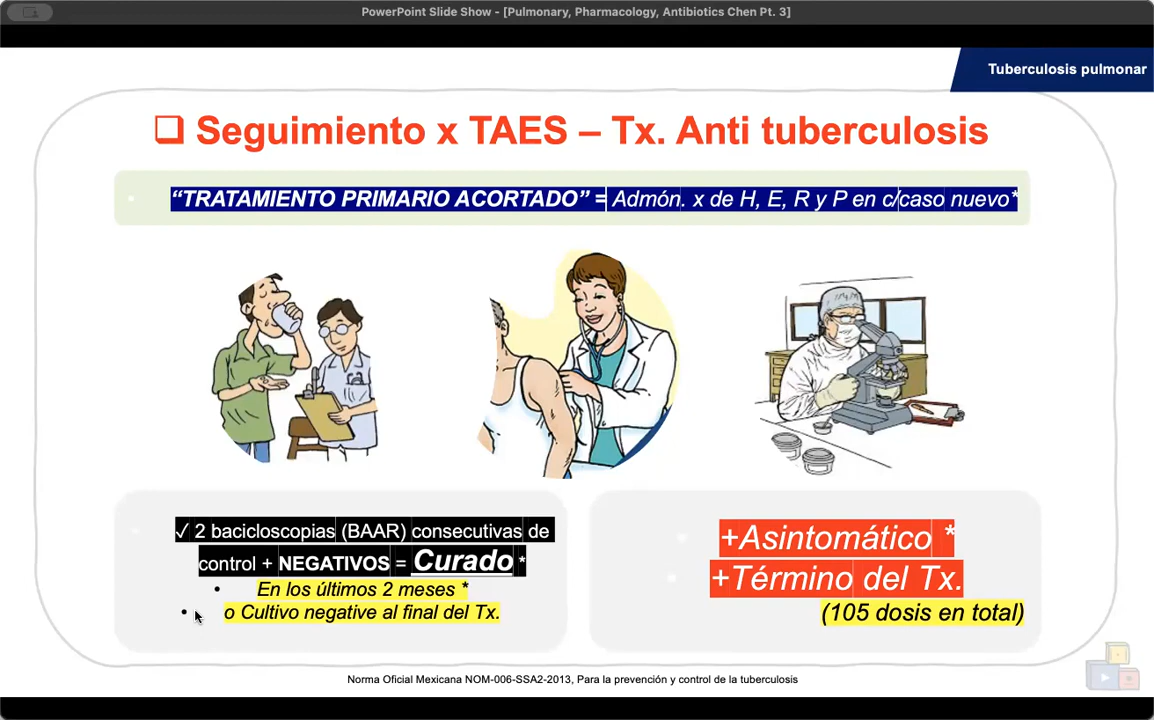 PowerPoint Slide Show - [Pulmonary, Pharmacology, Antibiotics Chen Pt. 3]
Tuberculosis pulmonar
❑ Seguimiento x TAES – Tx. Anti tuberculosis
• “TRATAMIENTO PRIMARIO ACORTADO” = Admón. x de H, E, R y P en c/caso nuevo*
✓ 2 bacicloscopias (BAAR) consecutivas de
control + NEGATIVOS = Curado *
• En los últimos 2 meses *
• o Cultivo negative al final del Tx.
• +Asintomático *
• +Término del Tx.
(105 dosis en total)
Norma Oficial Mexicana NOM-006-SSA2-2013, Para la prevención y control de la tuberculosis